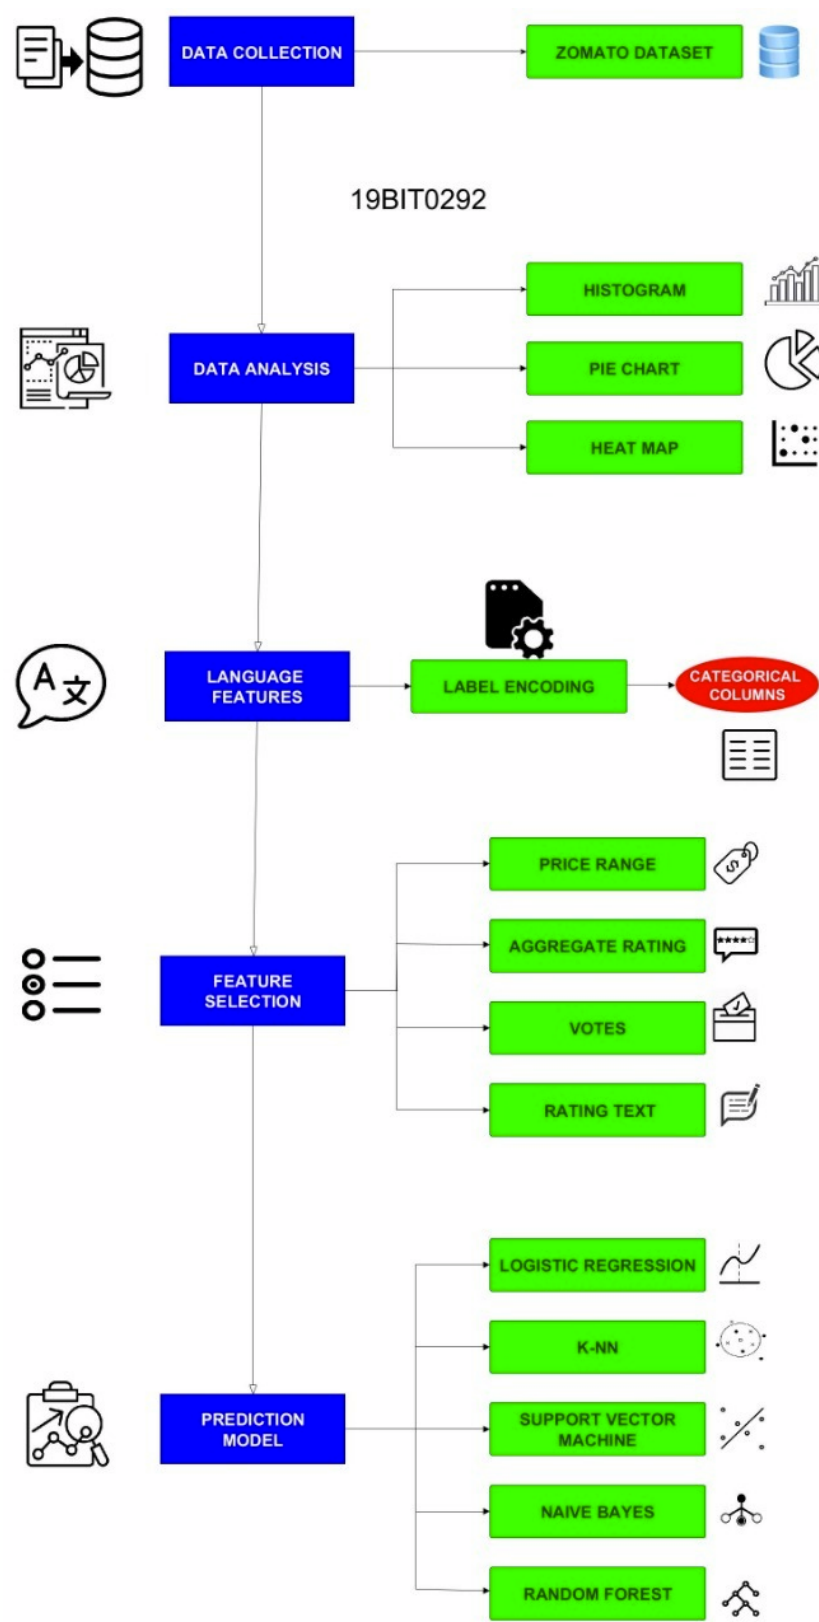 DATA COLLECTION
ZOMATO DATASET
19BIT0292
HISTOGRAM
DATA ANALYSIS
PIE CHART
HEAT MAP
LANGUAGE
FEATURES
LABEL ENCODING
CATEGORICAL
COLUMNS
A文
PRICE RANGE
AGGREGATE RATING
FEATURE
SELECTION
VOTES
RATING TEXT
LOGISTIC REGRESSION
K-NN
PREDICTION
MODEL
SUPPORT VECTOR
MACHINE
NAIVE BAYES
RANDOM FOREST